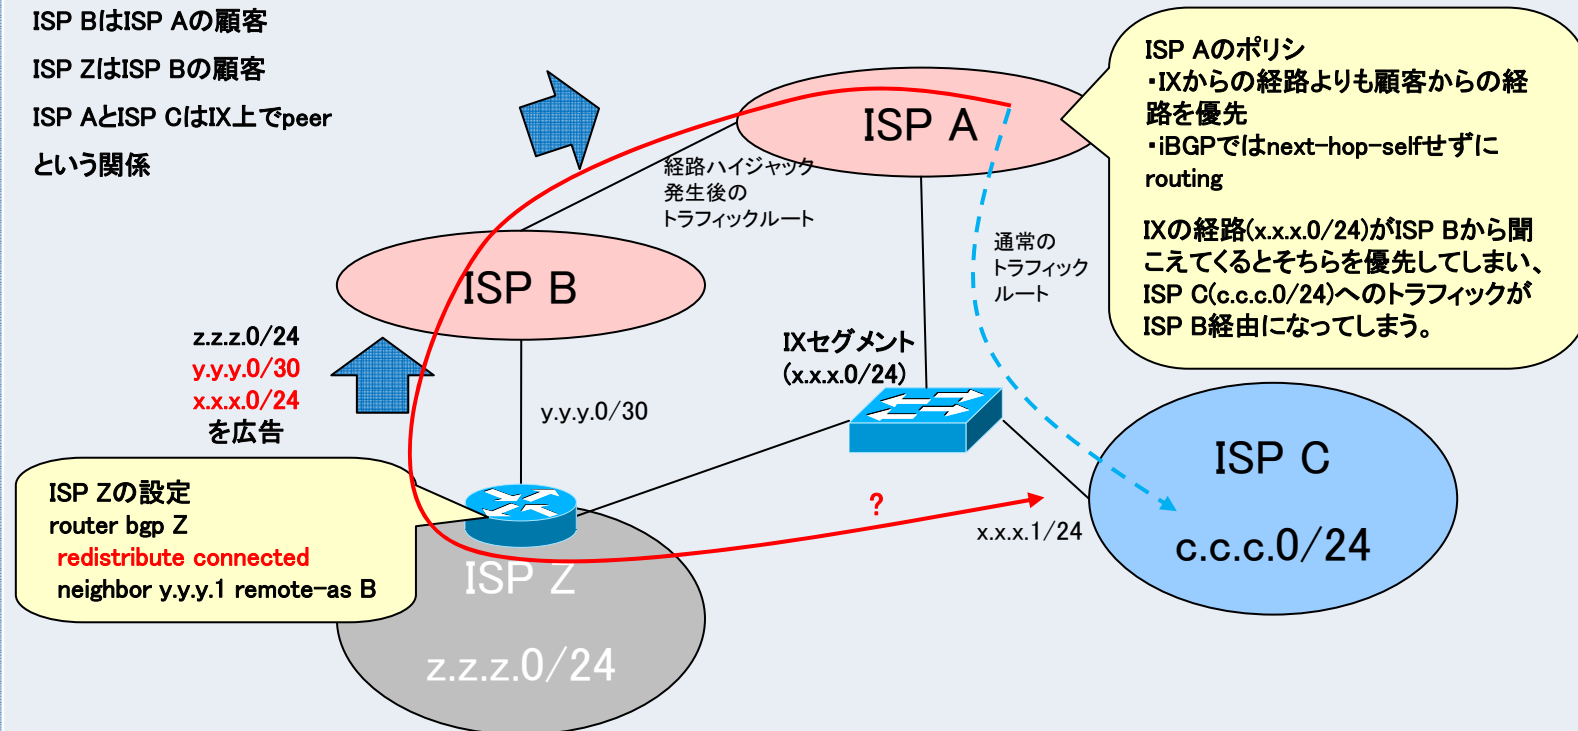 ISP BはISP Aの顧客
ISP ZはISP Bの顧客
ISP AとISP CはIX上でpeer
という関係
ISP Aのポリシ
・IXからの経路よりも顧客からの経
路を優先
・iBGPではnext-hop-selfせずに
routing
IXの経路(x.x.x.0/24)がISP Bから聞
こえてくるとそちらを優先してしまい、
ISP C(c.c.c.0/24)へのトラフィックが
ISP B経由になってしまう。
ISP A
経路ハイジャック
発生後の
トラフィックルート
通常の
トラフィック
ルート
ISP B
z.z.z.0/24
y.y.y.0/30
x.x.x.0/24
を広告
y.y.y.0/30
IXセグメント
(x.x.x.0/24)
ISP C
c.c.c.0/24
x.x.x.1/24
?
ISP Zの設定
router bgp Z
redistribute connected
neighbor y.y.y.1 remote-as B
ISP Z
z.z.z.0/24